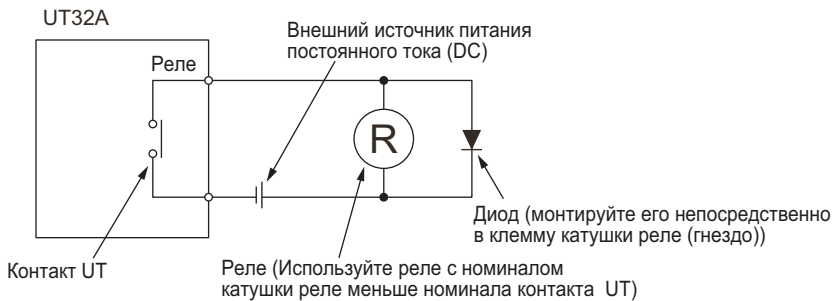 UT32A
Внешний источник питания
постоянного тока (DC)
Реле
R
Диод (монтируйте его непосредственно
в клемму катушки реле (гнездо))
Контакт UT
Реле (Используйте реле с номиналом
катушки реле меньше номинала контакта UT)